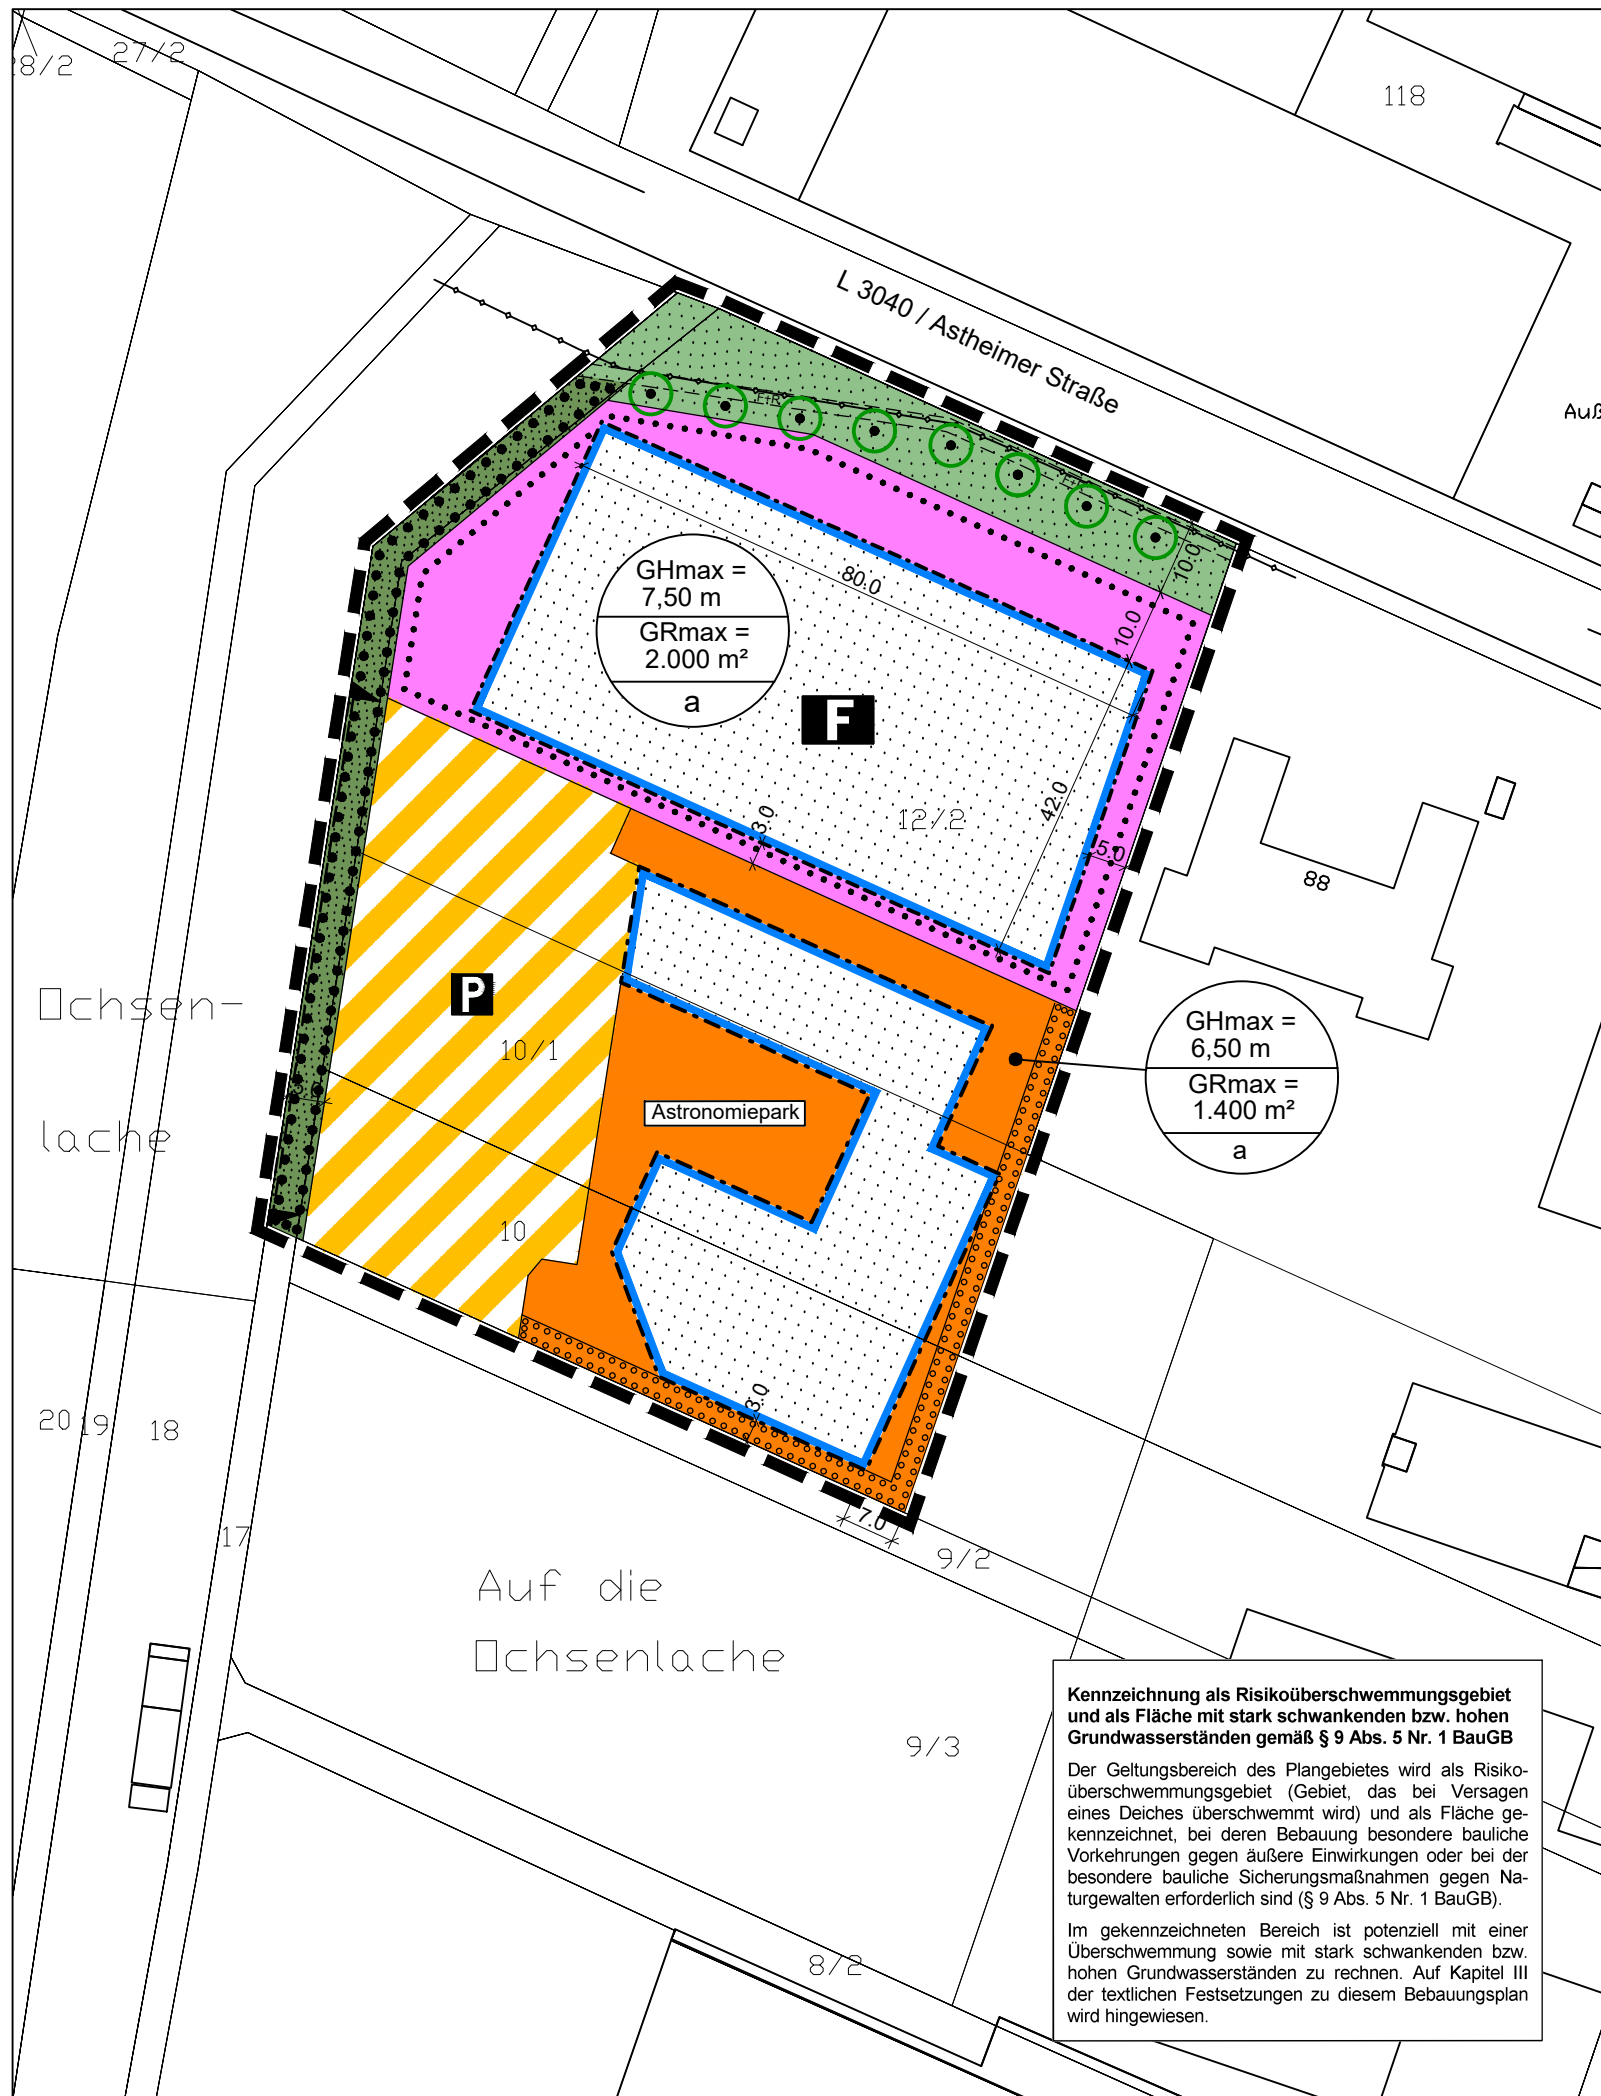 27/2
8/2
118
L 3040 / Astheimer Straße
Auß
F+R
10.0
GHmax =
7,50 m
GRmax =
2.000 m²
a
80.0
10.0
F
42.0
3.0
12/2
5.0
88
P
Ochsen-
lache
10/1
GHmax =
6,50 m
GRmax =
1.400 m²
a
Astronomiepark
10
3.0
20
19
18
7.0
17
9/2
Auf die
Ochsenlache
9/3
8/2
Kennzeichnung als Risikoüberschwemmungsgebiet
und als Fläche mit stark schwankenden bzw. hohen
Grundwasserständen gemäß § 9 Abs. 5 Nr. 1 BauGB
Der Geltungsbereich des Plangebietes wird als Risiko-
überschwemmungsgebiet (Gebiet, das bei Versagen
eines Deiches überschwemmt wird) und als Fläche ge-
kennzeichnet, bei deren Bebauung besondere bauliche
Vorkehrungen gegen äußere Einwirkungen oder bei der
besondere bauliche Sicherungsmaßnahmen gegen Na-
turgewalten erforderlich sind (§ 9 Abs. 5 Nr. 1 BauGB).
Im gekennzeichneten Bereich ist potenziell mit einer
Überschwemmung sowie mit stark schwankenden bzw.
hohen Grundwasserständen zu rechnen. Auf Kapitel III
der textlichen Festsetzungen zu diesem Bebauungsplan
wird hingewiesen.